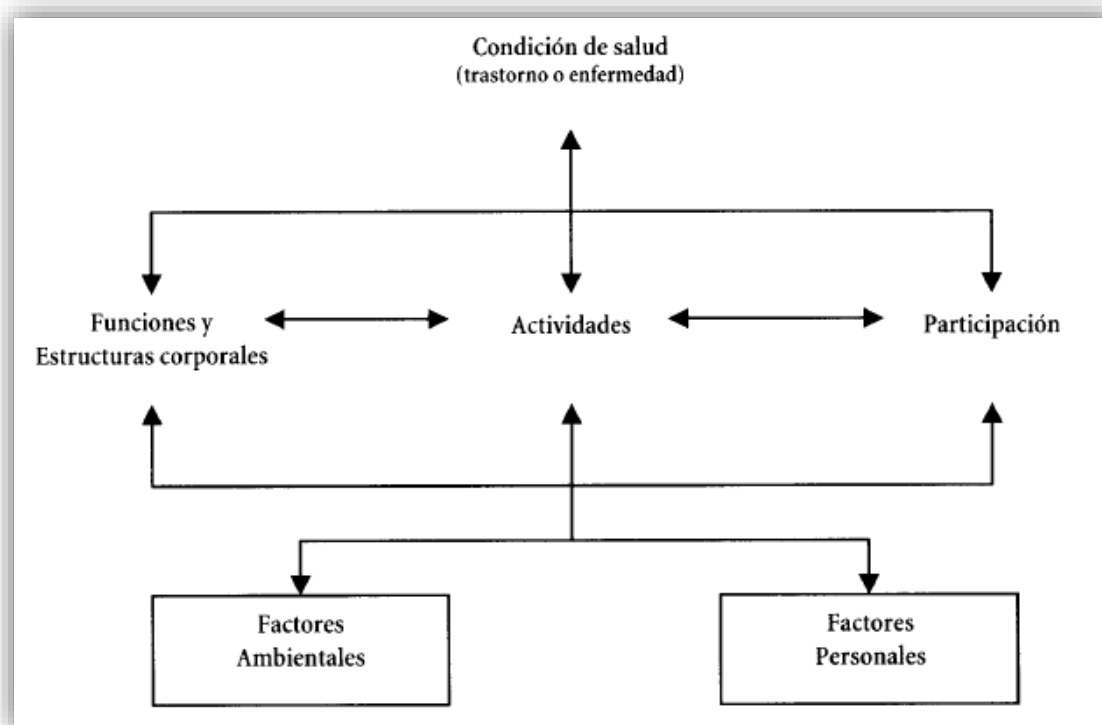 Condición de salud
(trastorno o enfermedad)
Funciones y
Estructuras corporales
Actividades
Participación
Factores
Ambientales
Factores
Personales